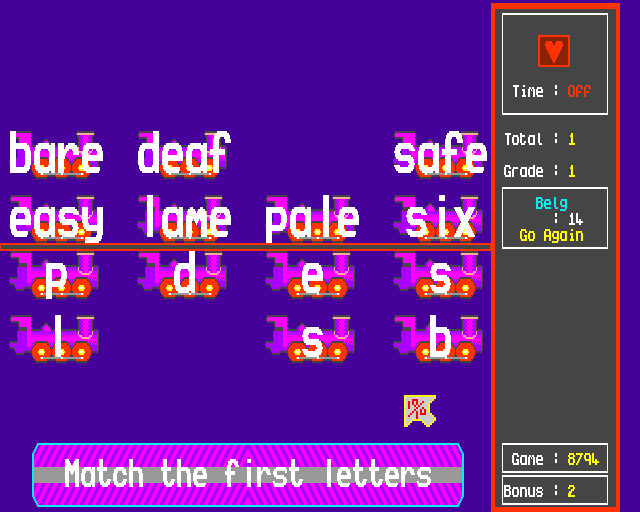 bare deaf safe
easy lame pale six
p d e s
l s b
Match the first letters
Time : Off
Total : 1
Grade : 1
Belg
: 14
Go Again
Game : 8794
Bonus : 2